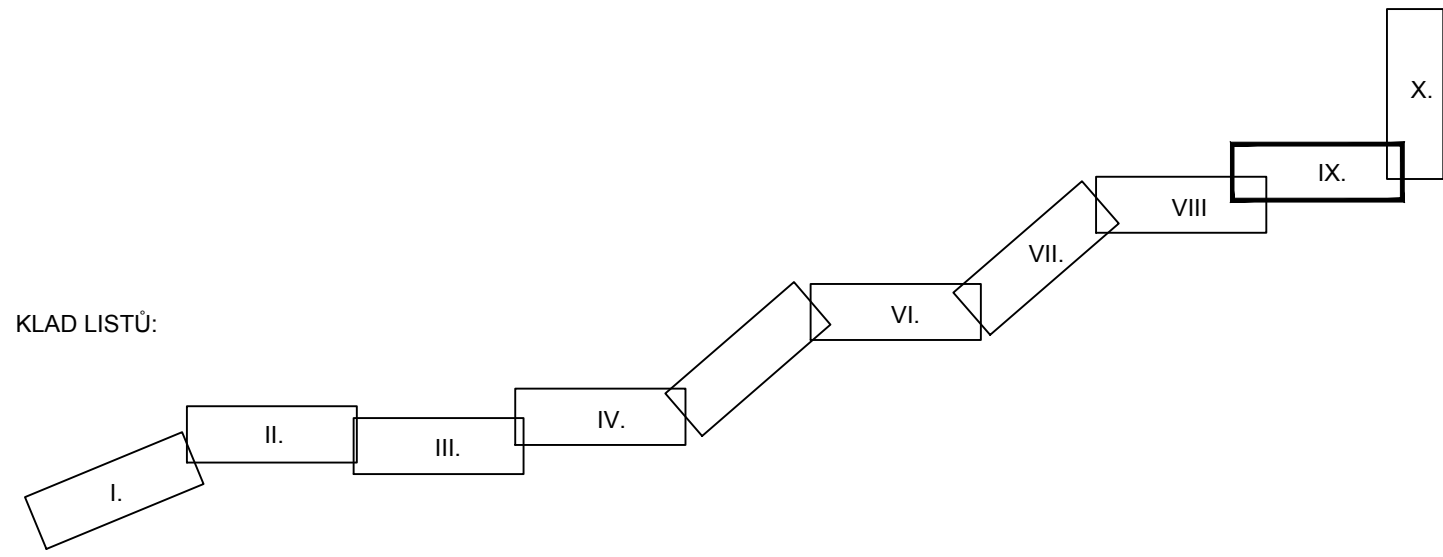 X.
IX.
VIII
VII.
VI.
KLAD LISTŮ:
IV.
II.
III.
I.